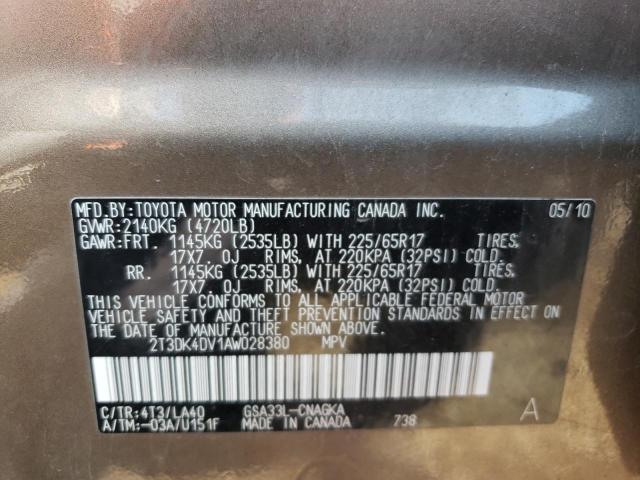 MFD.BY:TOYOTA MOTOR MANUFACTURING CANADA INC. 05/10
GVWR:2140KG (4720LB)
GAWR:FRT. 1145KG (2535LB) WITH 225/65R17 TIRES,
17X7. 0J RIMS, AT 220KPA (32PSI) COLD.
RR. 1145KG (2535LB) WITH 225/65R17 TIRES,
17X7. 0J RIMS, AT 220KPA (32PSI) COLD.
THIS VEHICLE CONFORMS TO ALL APPLICABLE FEDERAL MOTOR
VEHICLE SAFETY AND THEFT PREVENTION STANDARDS IN EFFECT ON
THE DATE OF MANUFACTURE SHOWN ABOVE.
2T3DK4DV1AW028380 MPV
C/TR:4T3/LA40 GSA33L-CNAGKA
A/TM:-03A/U151F MADE IN CANADA 738 A